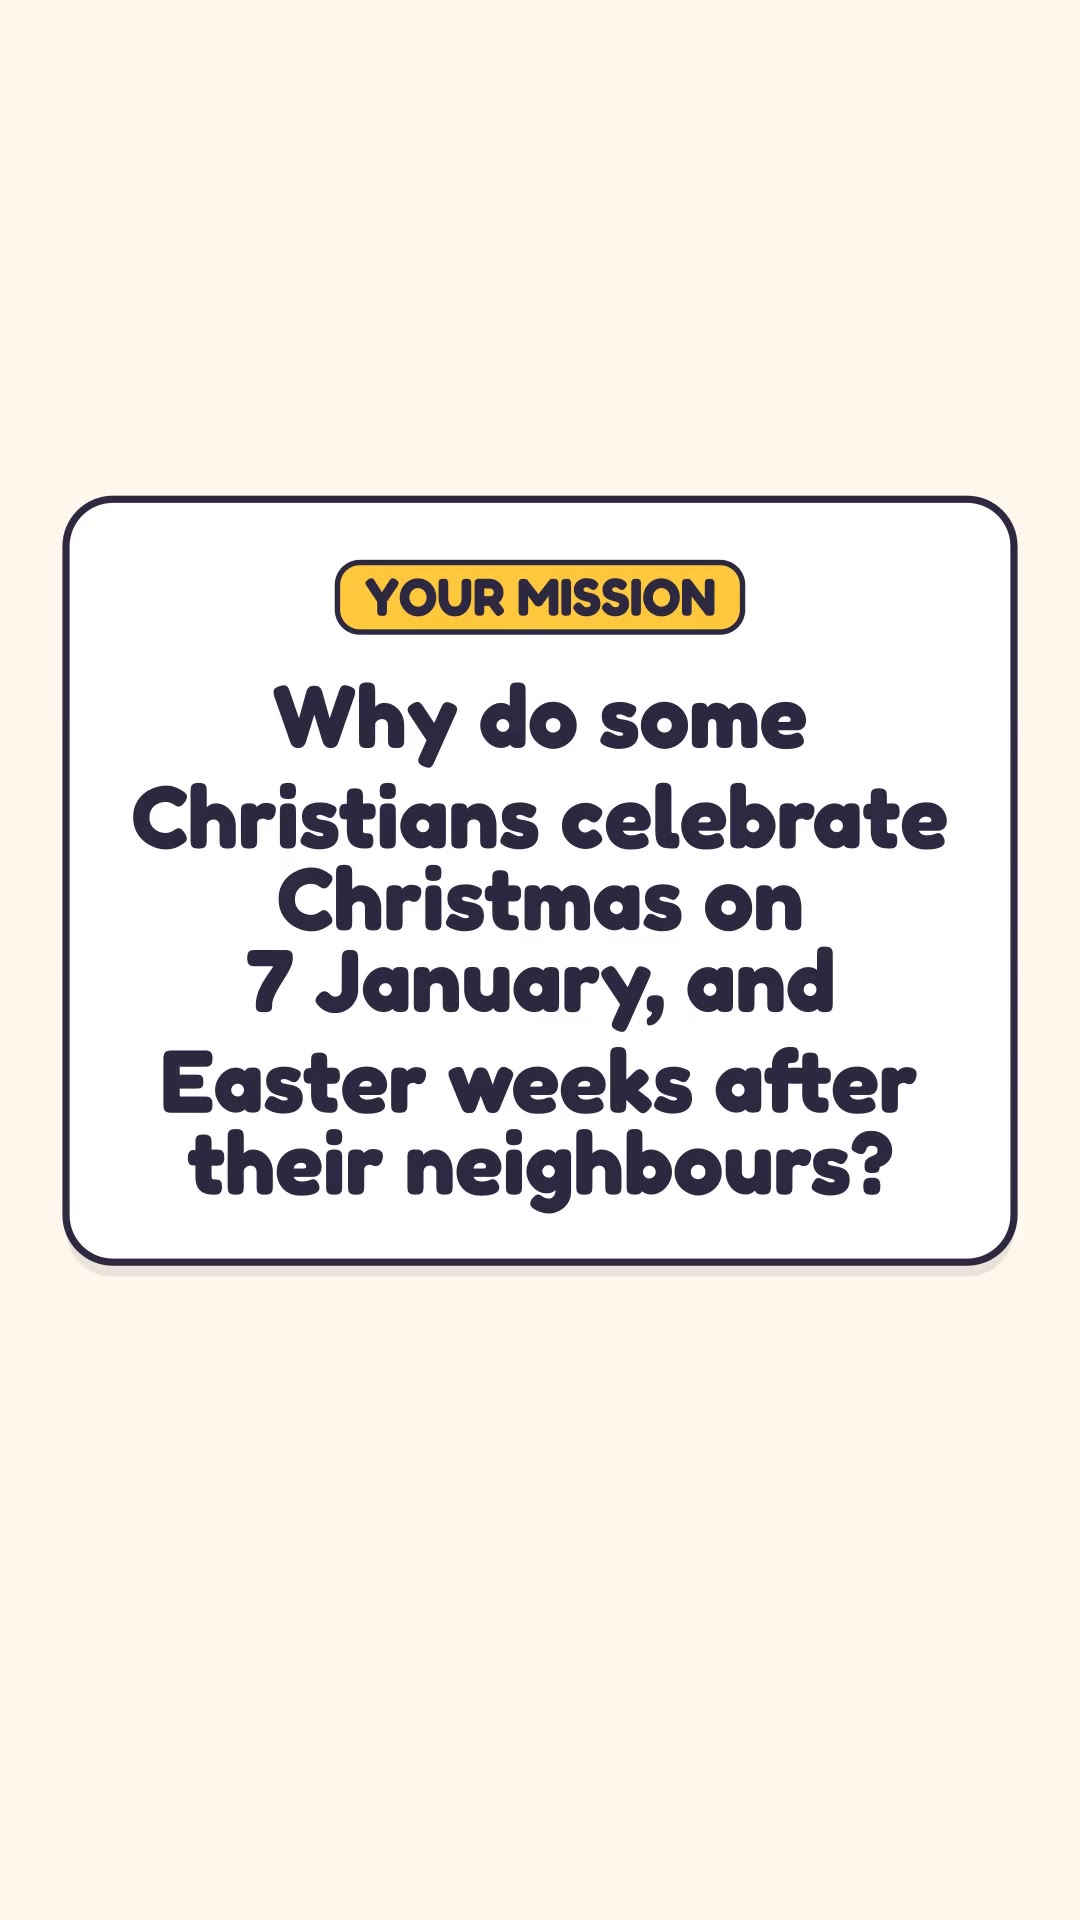 YOUR MISSION
Why do some
Christians celebrate
Christmas on
7 January, and
Easter weeks after
their neighbours?